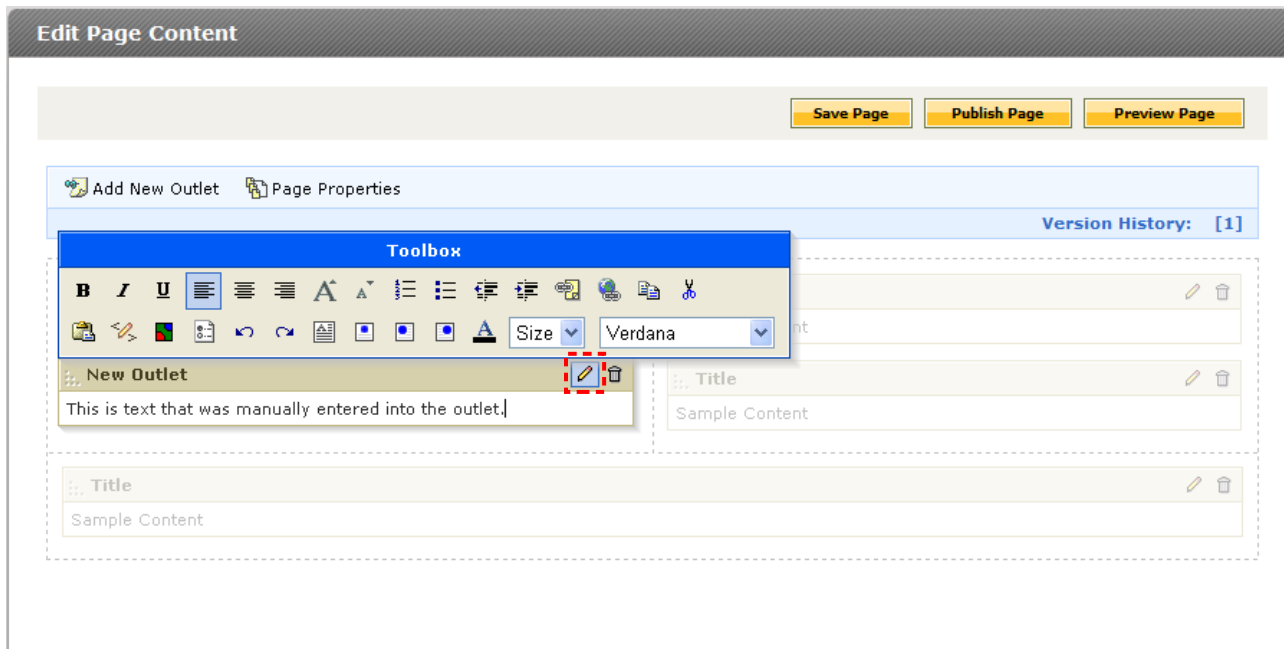 Edit Page Content
Save Page Publish Page Preview Page
Add New Outlet Page Properties
Version History: [1]
Toolbox
B I U
A A
A Size Verdana
nt
New Outlet
This is text that was manually entered into the outlet.
Title
Sample Content
Title
Sample Content